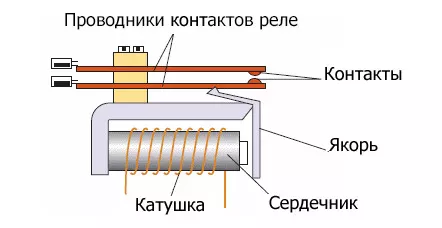 Проводники контактов реле
Контакты
Якорь
Катушка
Сердечник